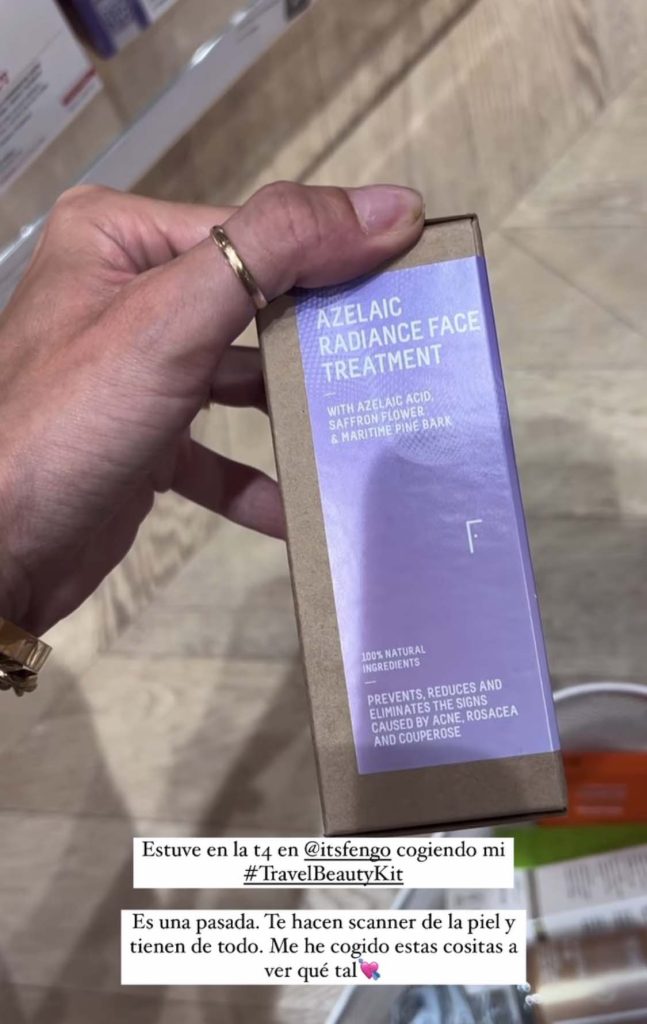 AZELAIC
RADIANCE FACE
TREATMENT
WITH AZELAIC ACID,
SAFFRON FLOWER
& MARITIME PINE BARK
F
100% NATURAL
INGREDIENTS
PREVENTS, REDUCES AND
ELIMINATES THE SIGNS
CAUSED BY ACNE, ROSACEA
AND COUPEROSE
Estuve en la t4 en @itsfengo cogiendo mi
#TravelBeautyKit
Es una pasada. Te hacen scanner de la piel y
tienen de todo. Me he cogido estas cositas a
ver qué tal💘